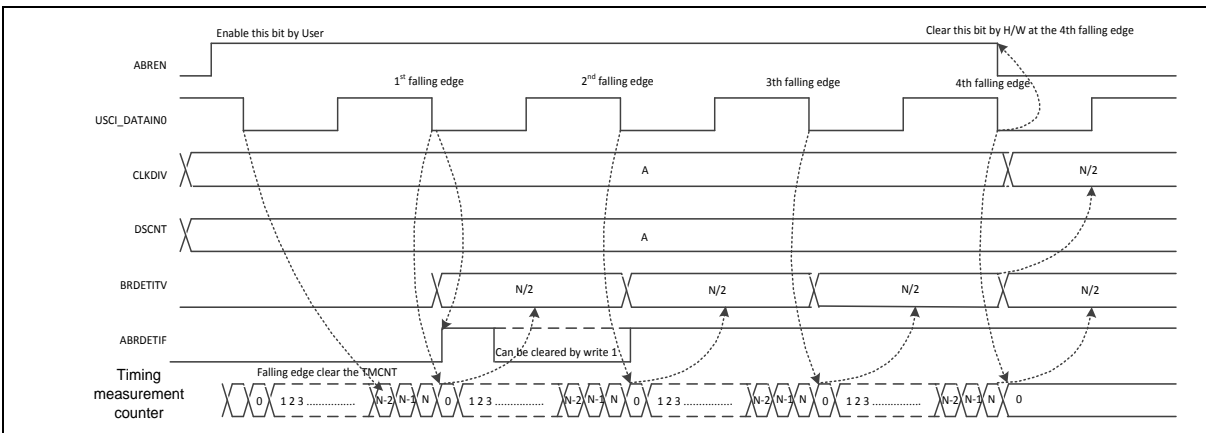 Enable this bit by User
Clear this bit by H/W at the 4th falling edge
ABREN
1st falling edge
2nd falling edge
3th falling edge
4th falling edge
USCI_DATAIN0
CLKDIV
A
N/2
DSCNT
A
BRDETITV
N/2
N/2
N/2
N/2
ABRDETIF
Can be cleared by write 1
Falling edge clear the TMCNT
Timing
measurement
counter
0 1 2 3 .............. N-2 N-1 N 0 1 2 3 ................ N-2 N-1 N 0 1 2 3 ................ N-2 N-1 N 0 1 2 3 ................ N-2 N-1 N 0